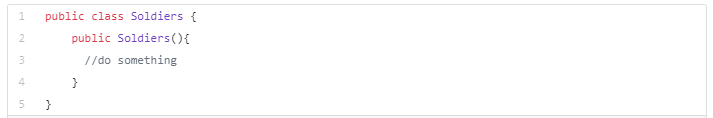 1 public class Soldiers {
2 public Soldiers(){
3 //do something
4 }
5 }